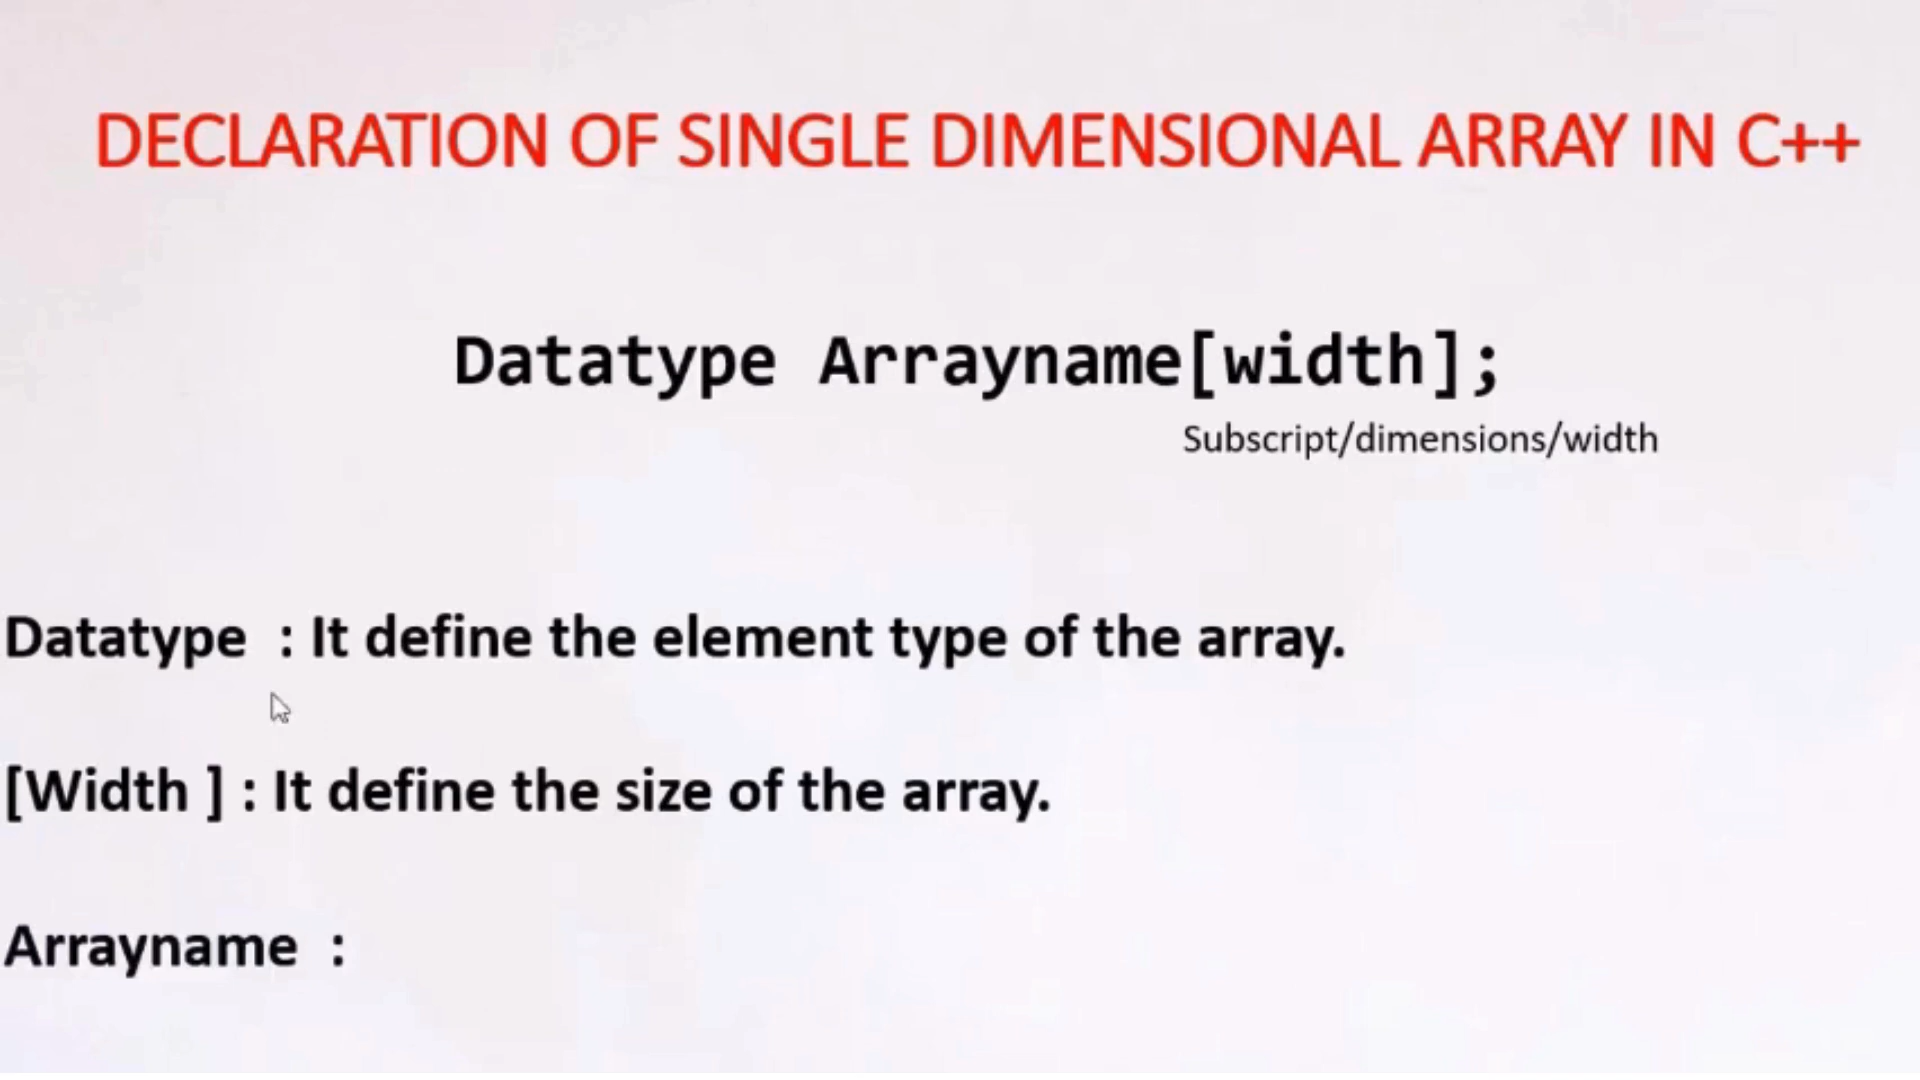 DECLARATION OF SINGLE DIMENSIONAL ARRAY IN C++
Datatype Arrayname[width];
Subscript/dimensions/width
Datatype : It define the element type of the array.
[Width ] : It define the size of the array.
Arrayname :